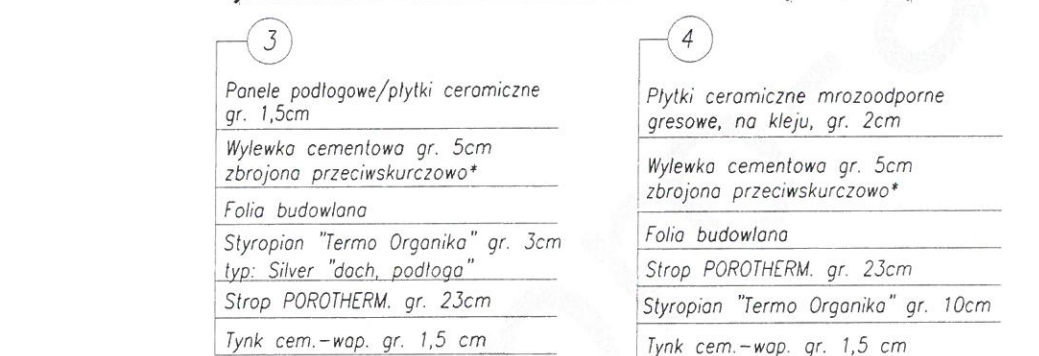 3
Panele podłogowe/płytki ceramiczne
gr. 1,5cm
Wylewka cementowa gr. 5cm
zbrojona przeciwskurczowo*
Folia budowlana
Styropian "Termo Organika" gr. 3cm
typ: Silver "dach, podłoga"
Strop POROTHERM. gr. 23cm
Tynk cem.-wap. gr. 1,5 cm
4
Płytki ceramiczne mrozoodporne
gresowe, na kleju, gr. 2cm
Wylewka cementowa gr. 5cm
zbrojona przeciwskurczowo*
Folia budowlana
Strop POROTHERM. gr. 23cm
Styropian "Termo Organika" gr. 10cm
Tynk cem.-wap. gr. 1,5 cm